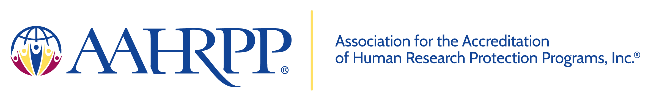 AAHRPP®
Association for the Accreditation
of Human Research Protection Programs, Inc.®